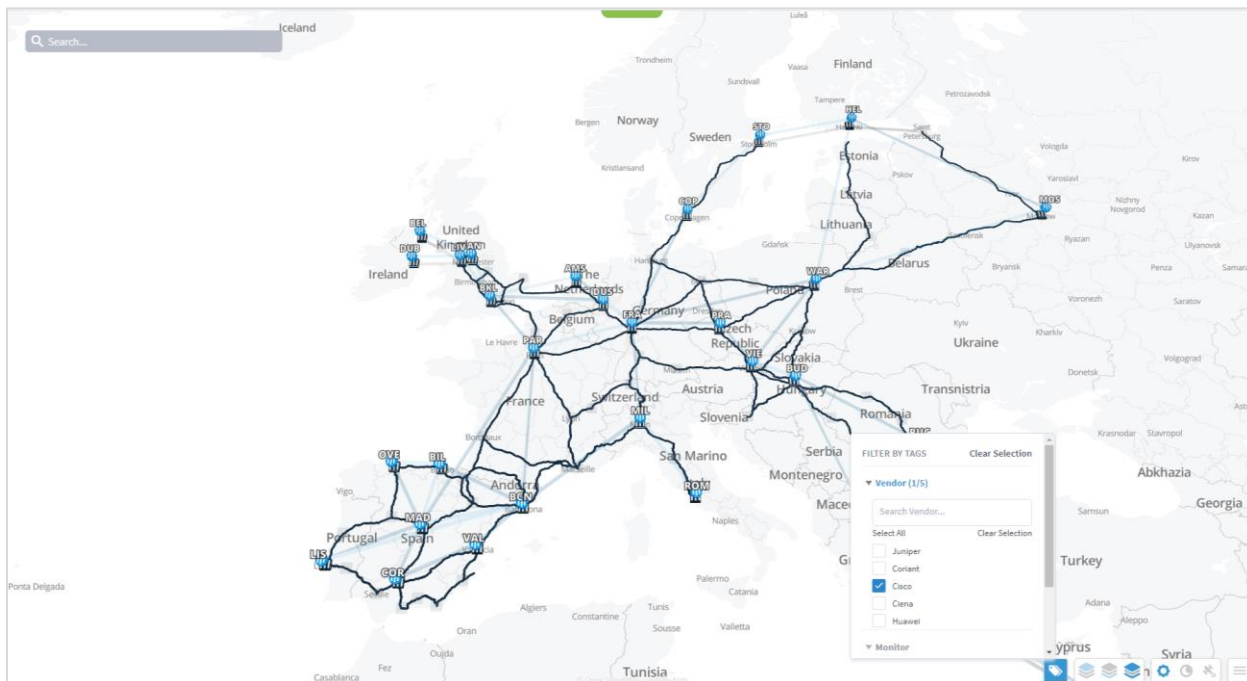 Search...
Iceland
Luleå
Trondheim
Vaasa
Finland
Sundsvall
Tampere
Petrozavodsk
Bergen
Norway
HEL
STO
Sweden
Saint
Petersburg
Stockholm
Kristiansand
Estonia
Vologda
Pskov
Yaroslavl
Kirov
Latvia
COP
MOS
Nizhny
Novgorod
Kazan
Copenhagen
BEL
United
Lithuania
Ryazan
Ulyanovsk
DUB
Gdańsk
Belarus
Ireland
AMS
The
Netherlands
WAR
Bryansk
Penza
Samara
BKL
DUS
Poland
Brest
Voronezh
Saratov
Belgium
FRA
Germany
PRA
Czech
Republic
Kyiv
Kharkiv
Le Havre
PAR
VIE
Slovakia
Ukraine
Volgograd
BUD
Donetsk
France
Switzerland
Austria
Hungary
Transnistria
MIL
Slovenia
Romania
Bordeaux
San Marino
Serbia
Krasnodar
Stavropol
OVE
BIL
Marseille
Montenegro
Abkhazia
Vigo
Andorra
BCN
ROM
Georgia
MAD
Naples
Samsun
Portugal
Spain
VAL
LIS
Turkey
COR
Palermo
Ponta Delgada
Seville
Catania
Algiers
Constantine
Tunis
Adana
Oran
Sousse
Valletta
Aleppo
Casablanca
Fez
Oujda
Tunisia
Syria
FILTER BY TAGS
Clear Selection
Vendor (1/5)
Search Vendor...
Select All
Clear Selection
Juniper
Coriant
Cisco
Ciena
Huawei
Monitor